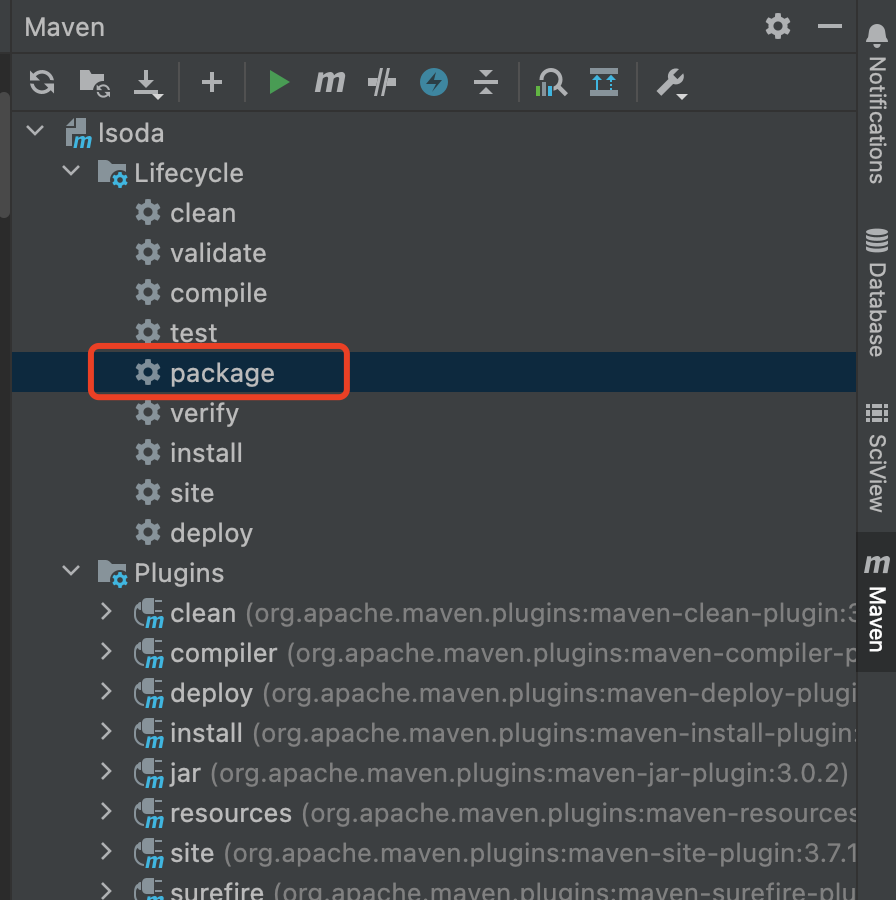 Maven
Isoda
Lifecycle
clean
validate
compile
test
package
verify
install
site
deploy
Plugins
clean (org.apache.maven.plugins:maven-clean-plugin:3
compiler (org.apache.maven.plugins:maven-compiler-p
deploy (org.apache.maven.plugins:maven-deploy-plugi
install (org.apache.maven.plugins:maven-install-plugin:
jar (org.apache.maven.plugins:maven-jar-plugin:3.0.2)
resources (org.apache.maven.plugins:maven-resources
site (org.apache.maven.plugins:maven-site-plugin:3.7.1
surefire (org.apache.maven.plugins:maven-surefire-plu
Notifications
Database
SciView
Maven